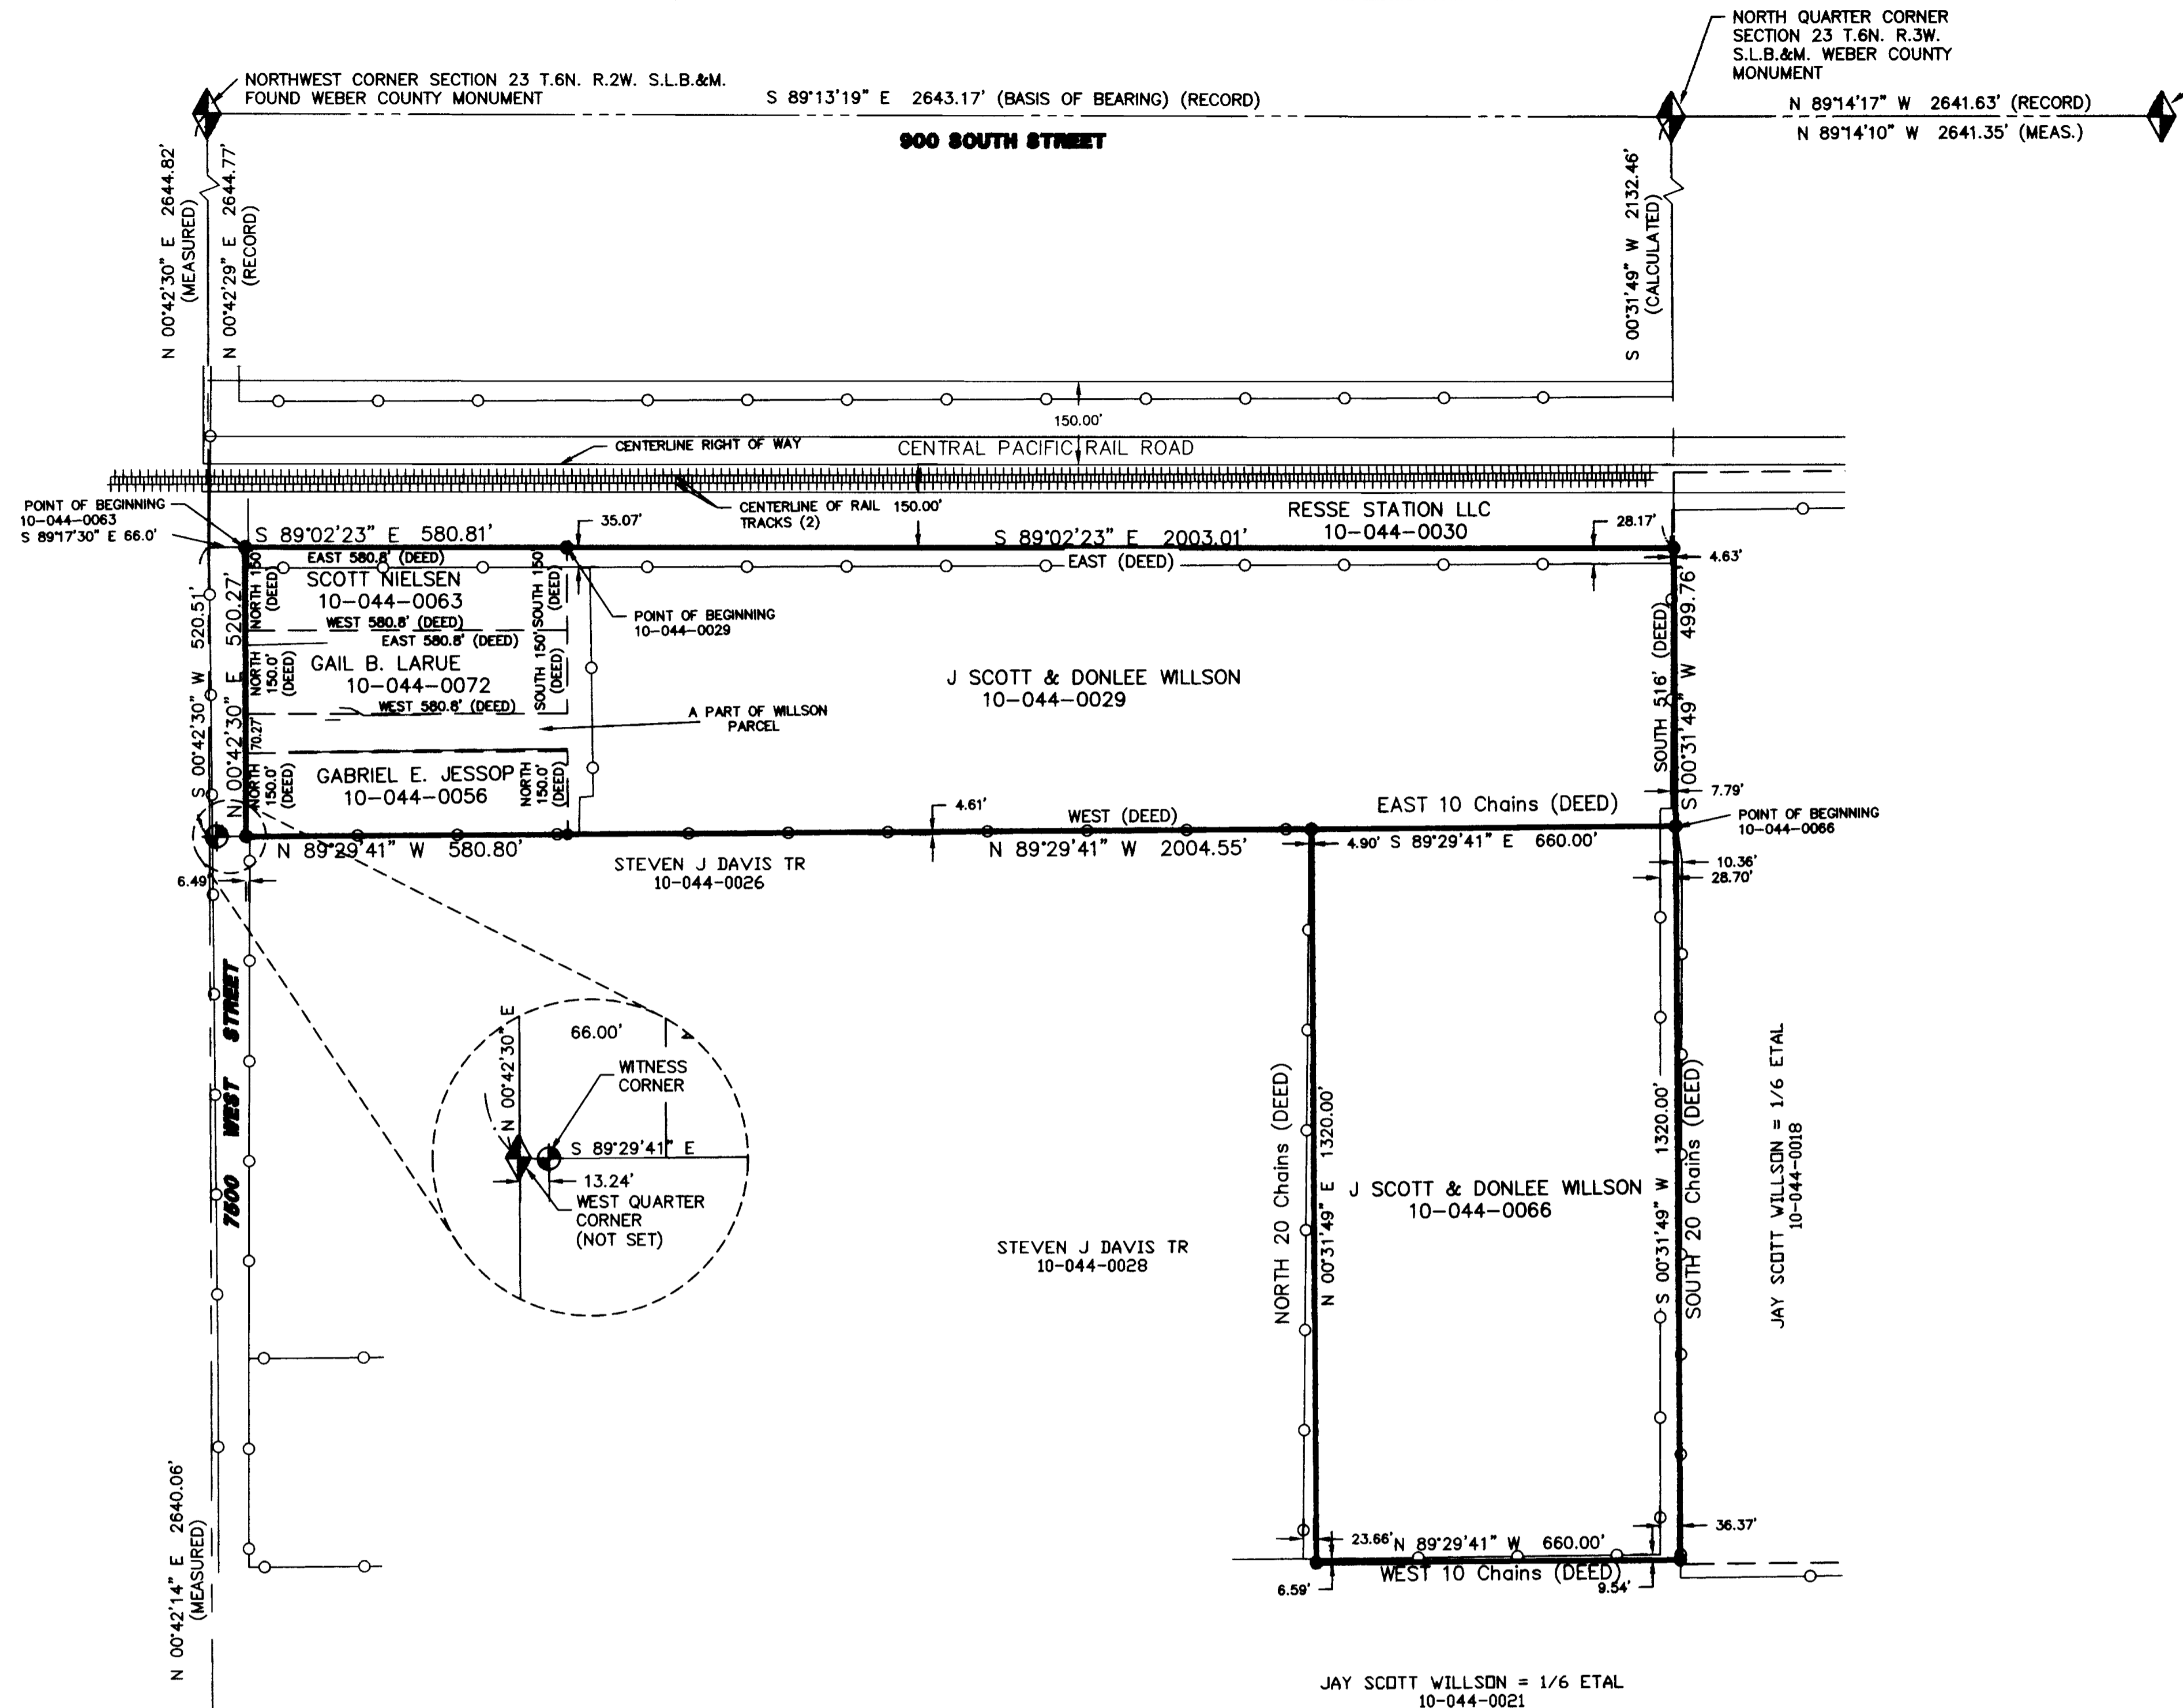 NORTH QUARTER CORNER
SECTION 23 T.6N. R.3W.
S.L.B.&M. WEBER COUNTY
MONUMENT
NORTHWEST CORNER SECTION 23 T.6N. R.2W. S.L.B.&M.
FOUND WEBER COUNTY MONUMENT
S 89°13'19" E 2643.17' (BASIS OF BEARING) (RECORD)
N 89°14'17" W 2641.63' (RECORD)
N 89°14'10" W 2641.35' (MEAS.)
900 SOUTH STREET
N 00°42'30" E 2644.82'
(MEASURED)
N 00°42'29" E 2644.77'
(RECORD)
S 00°31'49" W 2132.46'
(CALCULATED)
150.00'
CENTERLINE RIGHT OF WAY
CENTRAL PACIFIC RAIL ROAD
POINT OF BEGINNING
10-044-0063
S 89°17'30" E 66.0'
CENTERLINE OF RAIL
TRACKS (2)
150.00'
RESSE STATION LLC
10-044-0030
35.07'
28.17'
S 89°02'23" E 580.81'
EAST 580.8' (DEED)
S 89°02'23" E 2003.01'
EAST (DEED)
4.63'
NORTH 150'
(DEED)
SCOTT NIELSEN
10-044-0063
WEST 580.8' (DEED)
SOUTH 150'
(DEED)
POINT OF BEGINNING
10-044-0029
EAST 580.8' (DEED)
NORTH
150.0'
(DEED)
GAIL B. LARUE
10-044-0072
WEST 580.8' (DEED)
SOUTH 150'
(DEED)
J SCOTT & DONLEE WILLSON
10-044-0029
A PART OF WILLSON
PARCEL
70.27'
NORTH
150.0'
(DEED)
GABRIEL E. JESSOP
10-044-0056
NORTH
150.0'
(DEED)
S 00°42'30" W 520.51'
N 00°42'30" E 520.27'
SOUTH 516' (DEED)
S 00°31'49" W 499.76'
7.79'
POINT OF BEGINNING
10-044-0066
4.61'
WEST (DEED)
EAST 10 Chains (DEED)
N 89°29'41" W 580.80'
N 89°29'41" W 2004.55'
4.90'
S 89°29'41" E 660.00'
STEVEN J DAVIS TR
10-044-0026
10.36'
28.70'
6.49'
7500 WEST STREET
N 00°42'30" E
66.00'
WITNESS
CORNER
S 89°29'41" E
13.24'
WEST QUARTER
CORNER
(NOT SET)
STEVEN J DAVIS TR
10-044-0028
NORTH 20 Chains (DEED)
N 00°31'49" E 1320.00'
J SCOTT & DONLEE WILLSON
10-044-0066
S 00°31'49" W 1320.00'
SOUTH 20 Chains (DEED)
JAY SCOTT WILLSON = 1/6 ETAL
10-044-0018
N 00°42'14" E 2640.06'
(MEASURED)
23.66'
N 89°29'41" W 660.00'
36.37'
WEST 10 Chains (DEED)
6.59'
9.54'
JAY SCOTT WILLSON = 1/6 ETAL
10-044-0021